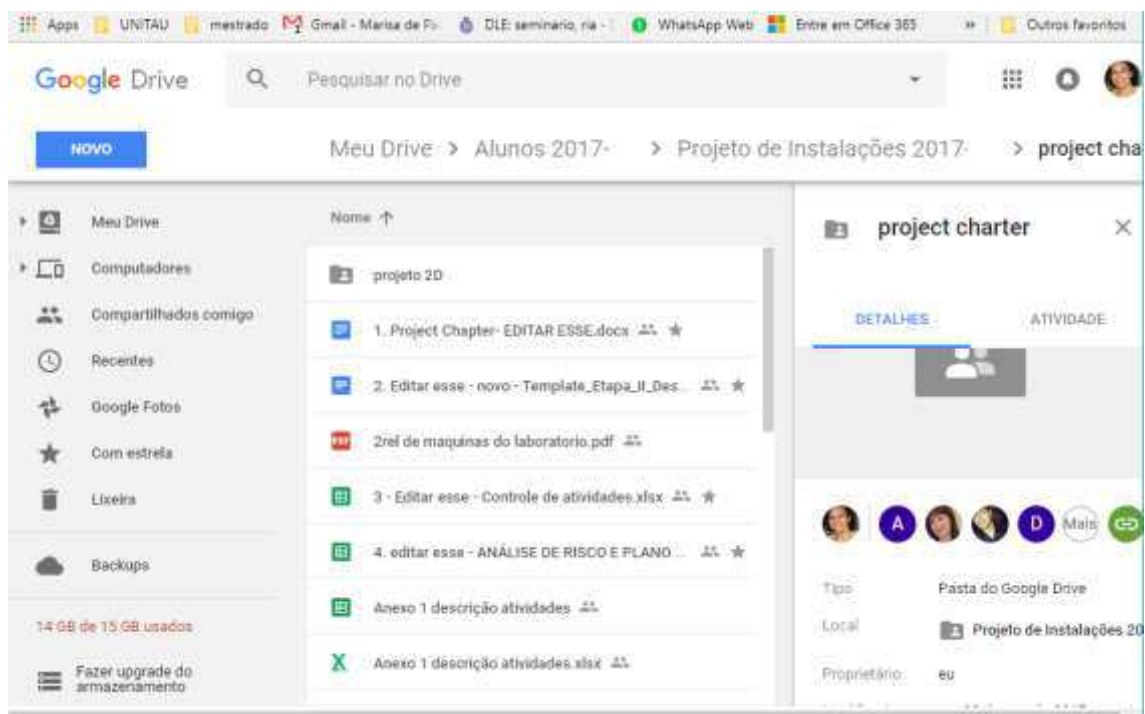 Apps UNITAU mestrado Gmail - Marisa de DLE: seminario, ria - WhatsApp Web Entre em Office 365 » Outros favoritos
Google Drive Pesquisar no Drive
NOVO Meu Drive > Alunos 2017- > Projeto de Instalações 2017- > project cha
Meu Drive
Computadores
Compartilhados comigo
Recentes
Google Fotos
Com estrela
Lixeira
Backups
14 GB de 15 GB usados
Fazer upgrade do
armazenamento
Nome ↑
projeto 2D
1. Project Chapter- EDITAR ESSE.docx
2. Editar esse - novo - Template_Etapa_II_Des...
PDF 2rel de maquinas do laboratorio.pdf
3 - Editar esse - Controle de atividades.xlsx
4. editar esse - ANÁLISE DE RISCO E PLANO ...
Anexo 1 descrição atividades
X Anexo 1 descrição atividades.xlsx
project charter ×
DETALHES ATIVIDADE
A D Mais
Tipo Pasta do Google Drive
Local Projeto de Instalações 20
Proprietário eu